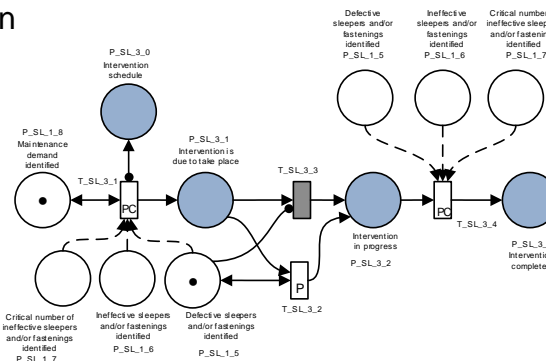 n
Defective
sleepers and/or
fastenings
identified
P_SL_1_5
Ineffective
sleepers and/or
fastenings
identified
P_SL_1_6
Critical number
ineffective sleep
and/or fasteni
identified
P_SL_1_7
P_SL_3_0
Intervention
schedule
P_SL_1_8
Maintenance
demand
identified
T_SL_3_1
PC
P_SL_3_1
Intervention is
due to take place
T_SL_3_3
Intervention
in progress
P_SL_3_2
PC
T_SL_3_4
P_SL_3_
Interventi
complete
P
T_SL_3_2
Critical number of
ineffective sleepers
and/or fastenings
identified
P_SL_1_7
Ineffective sleepers
and/or fastenings
identified
P_SL_1_6
Defective sleepers
and/or fastenings
identified
P_SL_1_5